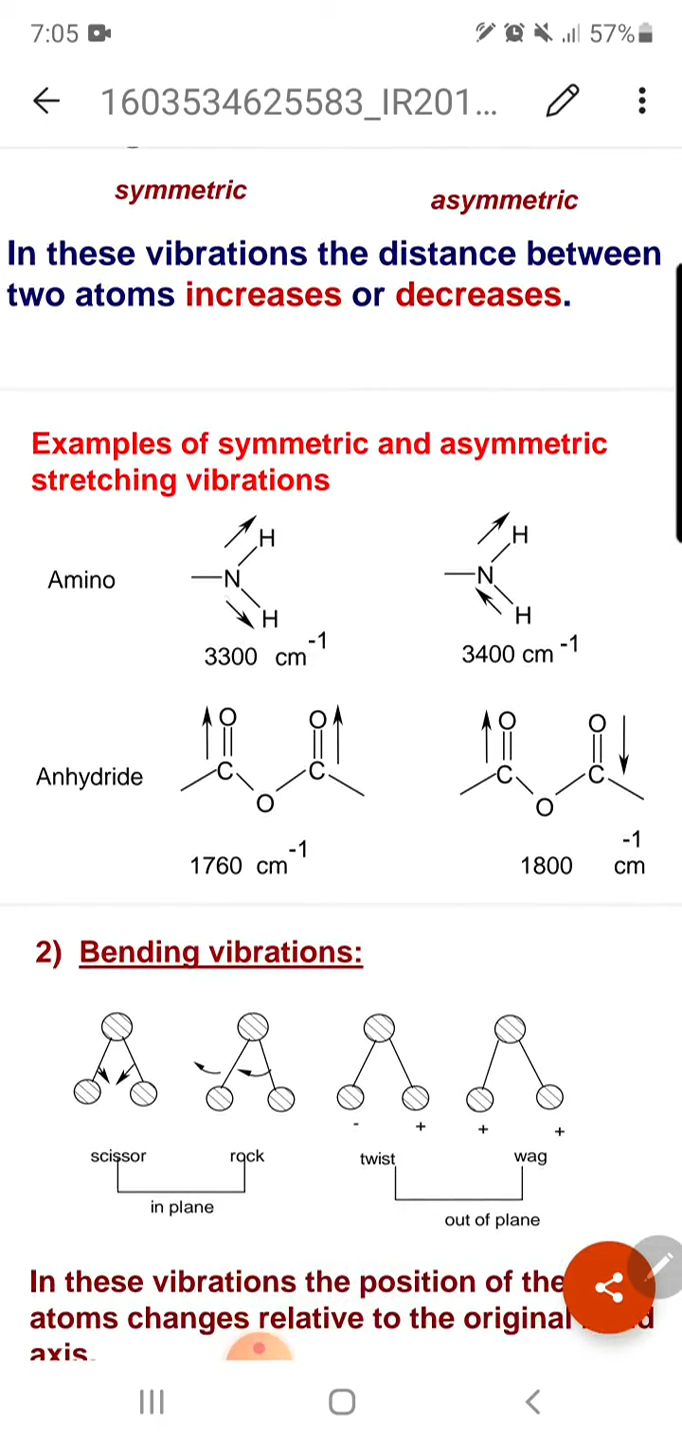 7:05
57%
1603534625583_IR201...
symmetric
asymmetric
In these vibrations the distance between
two atoms increases or decreases.
Examples of symmetric and asymmetric
stretching vibrations
Amino
H
N
H
3300 cm-1
H
N
H
3400 cm-1
Anhydride
O O
C C
O
1760 cm-1
O O
C C
O
1800 cm-1
2) Bending vibrations:
- + + +
scissor rock twist wag
in plane
out of plane
In these vibrations the position of the
atoms changes relative to the original
axis.